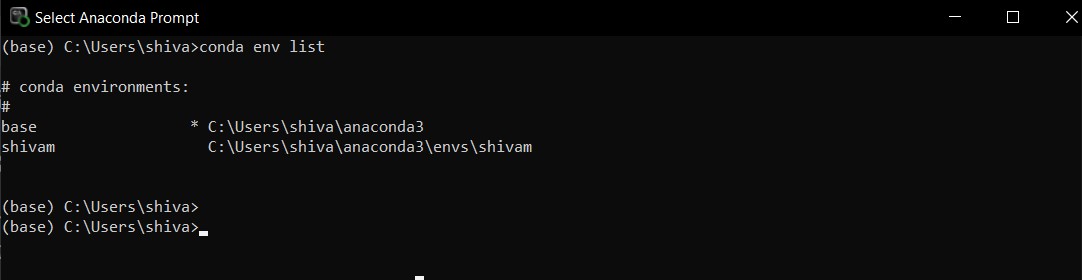 Select Anaconda Prompt
(base) C:\Users\shiva>conda env list
# conda environments:
#
base                  * C:\Users\shiva\anaconda3
shivam                  C:\Users\shiva\anaconda3\envs\shivam
(base) C:\Users\shiva>
(base) C:\Users\shiva>